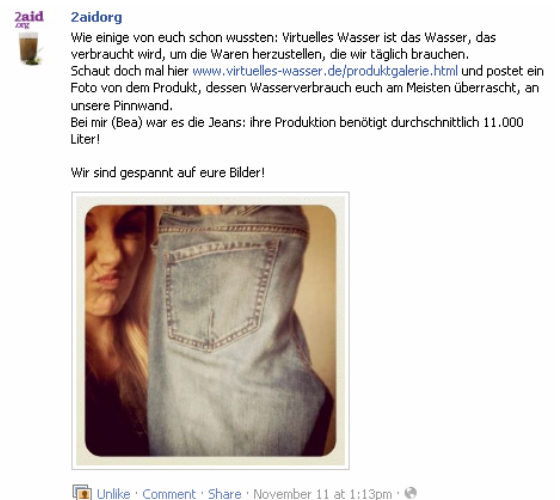 2aid
.org
2aidorg
Wie einige von euch schon wussten: Virtuelles Wasser ist das Wasser, das
verbraucht wird, um die Waren herzustellen, die wir täglich brauchen.
Schaut doch mal hier www.virtuelles-wasser.de/produktgalerie.html und postet ein
Foto von dem Produkt, dessen Wasserverbrauch euch am Meisten überrascht, an
unsere Pinnwand.
Bei mir (Bea) war es die Jeans: ihre Produktion benötigt durchschnittlich 11.000
Liter!
Wir sind gespannt auf eure Bilder!
Unlike · Comment · Share · November 11 at 1:13pm ·